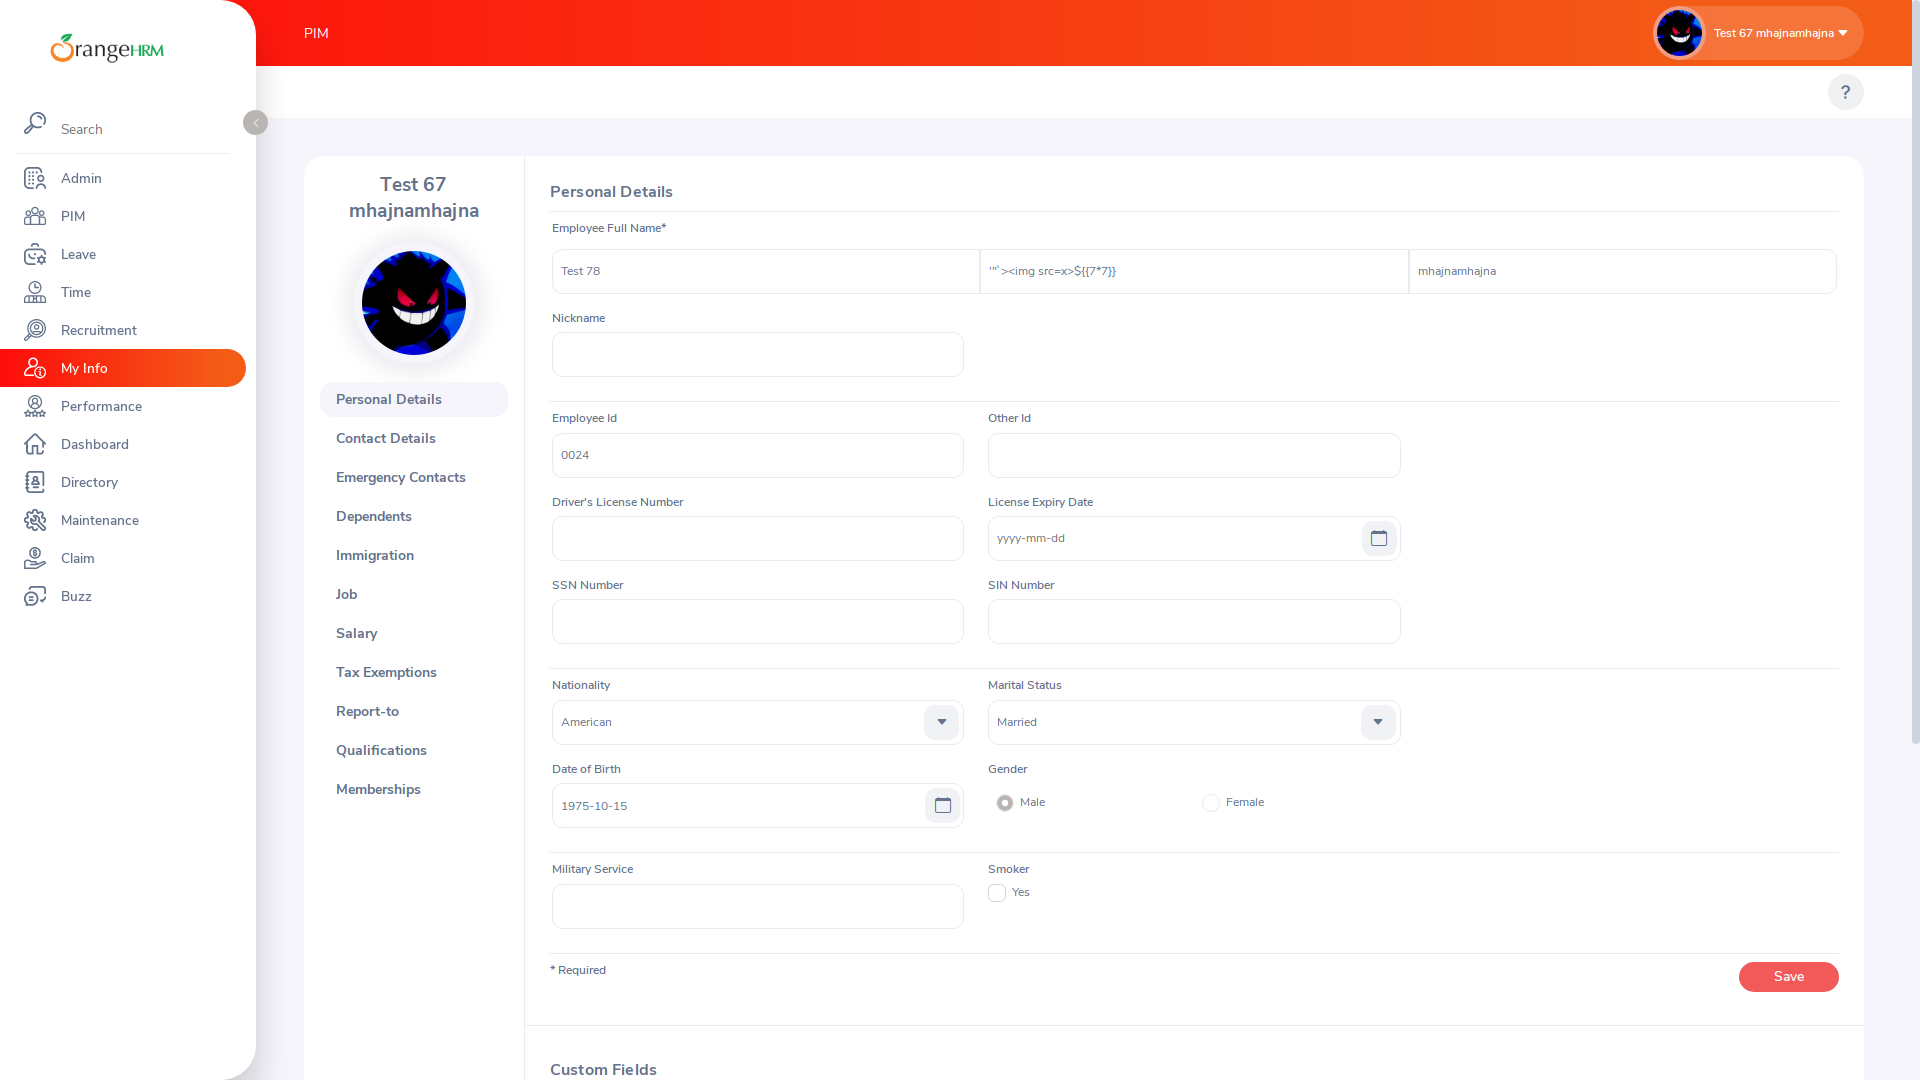 OrangeHRM
PIM
Test 67 mhajnamhajna
?
Search
Admin
PIM
Leave
Time
Recruitment
My Info
Performance
Dashboard
Directory
Maintenance
Claim
Buzz
Test 67
mhajnamhajna
Personal Details
Contact Details
Emergency Contacts
Dependents
Immigration
Job
Salary
Tax Exemptions
Report-to
Qualifications
Memberships
Personal Details
Employee Full Name*
Test 78 '"`><img src=x>${{7*7}} mhajnamhajna
Nickname
Employee Id Other Id
0024
Driver's License Number License Expiry Date
yyyy-mm-dd
SSN Number SIN Number
Nationality Marital Status
American Married
Date of Birth Gender
1975-10-15 Male Female
Military Service Smoker
Yes
* Required
Save
Custom Fields